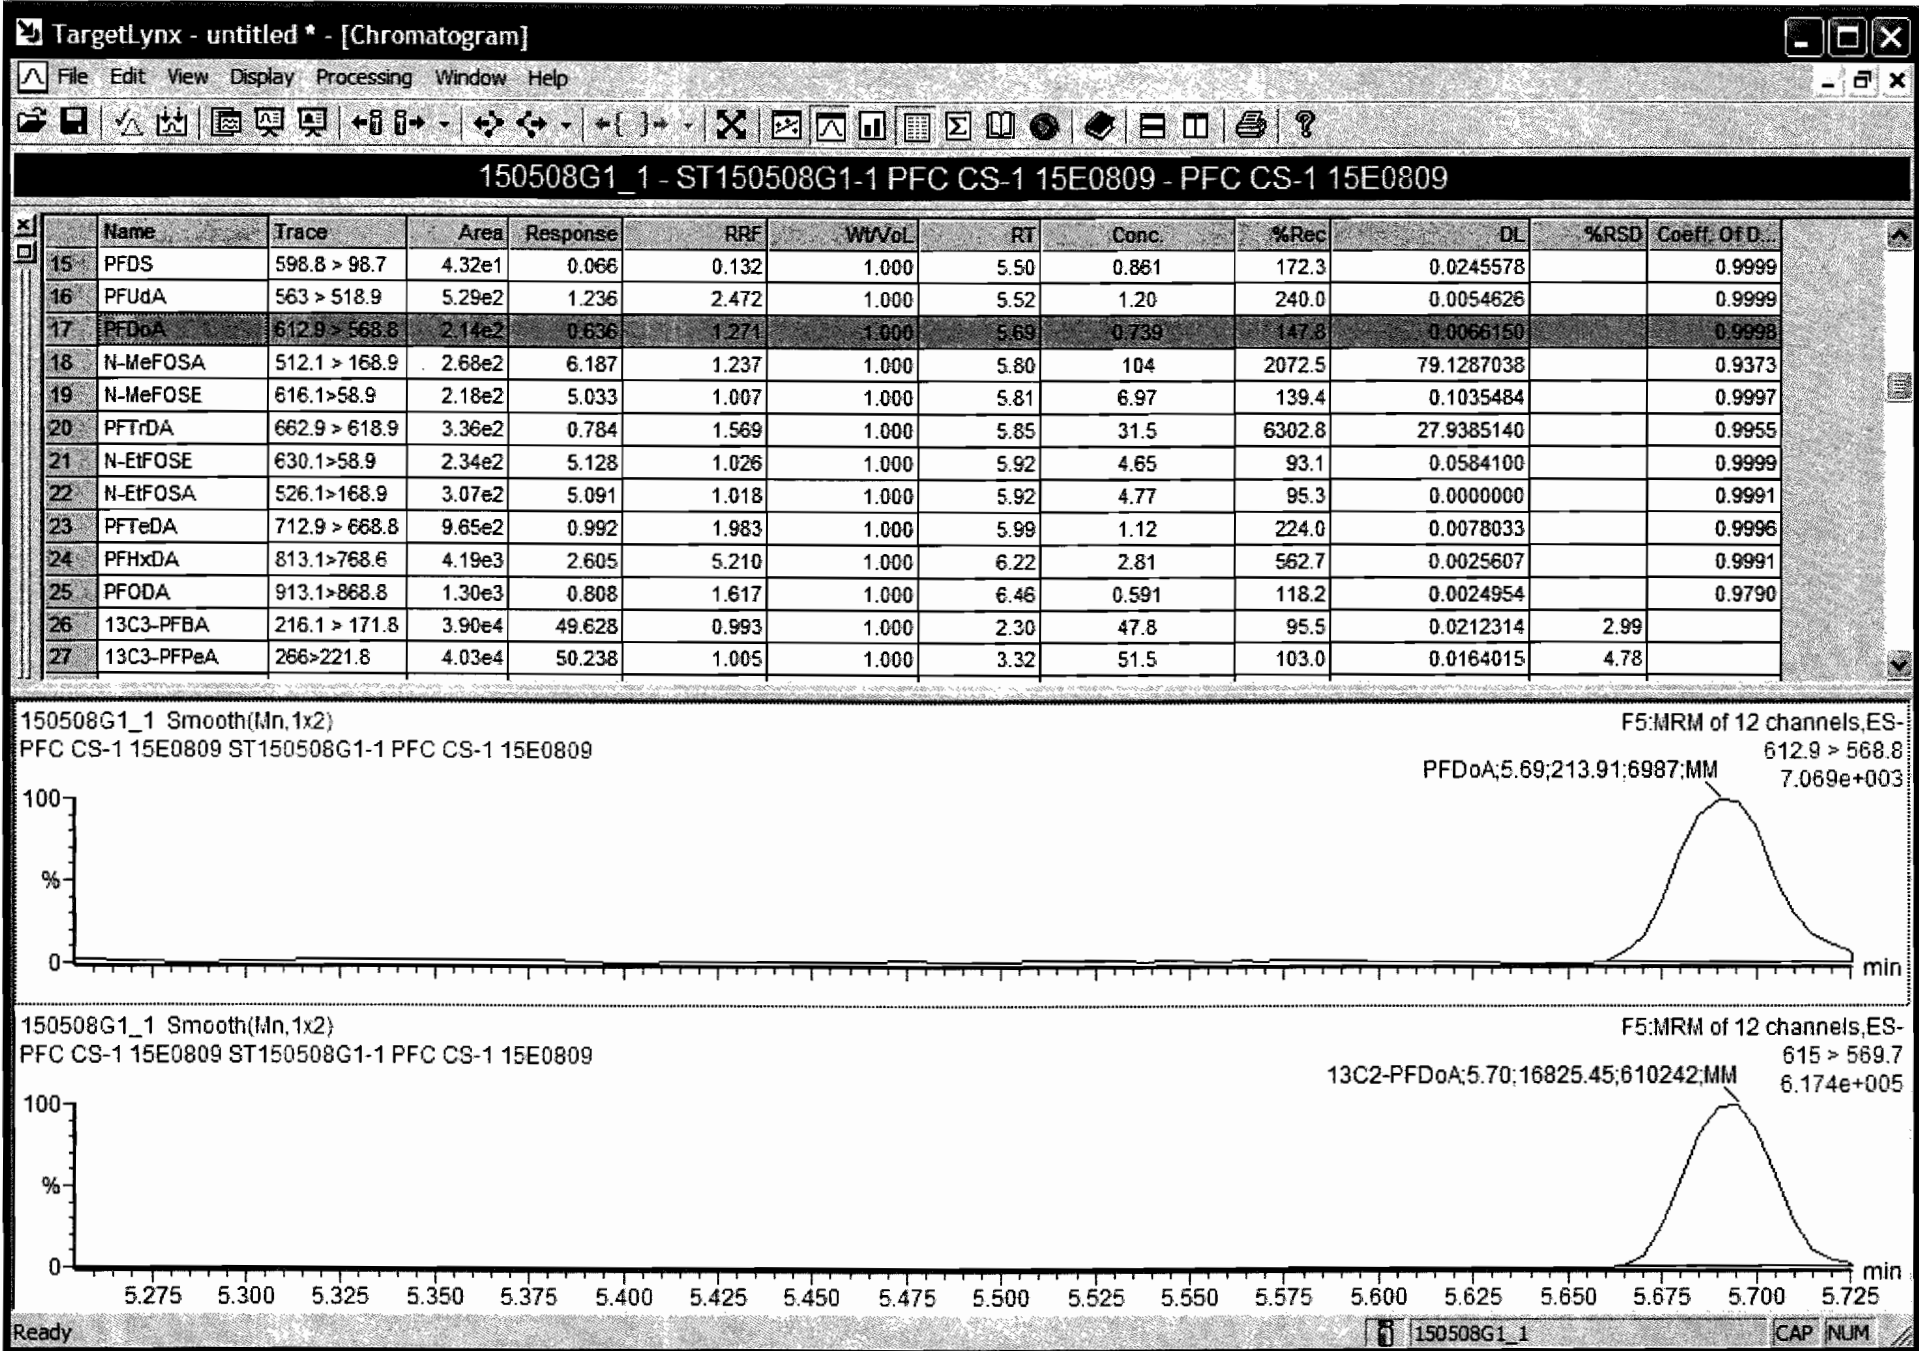 TargetLynx - untitled * - [Chromatogram]
File Edit View Display Processing Window Help
150508G1_1 - ST150508G1-1 PFC CS-1 15E0809 - PFC CS-1 15E0809
Name Trace Area Response RRF Wt/Vol. RT Conc. %Rec DL %RSD Coeff. Of D...
15 PFDS 598.8 > 98.7 4.32e1 0.066 0.132 1.000 5.50 0.861 172.3 0.0245578 0.9999
16 PFUdA 563 > 518.9 5.29e2 1.236 2.472 1.000 5.52 1.20 240.0 0.0054626 0.9999
17 PFDoA 612.9 > 568.8 2.14e2 0.636 1.271 1.000 5.69 0.739 147.8 0.0066150 0.9998
18 N-MeFOSA 512.1 > 168.9 2.68e2 6.187 1.237 1.000 5.80 104 2072.5 79.1287038 0.9373
19 N-MeFOSE 616.1>58.9 2.18e2 5.033 1.007 1.000 5.81 6.97 139.4 0.1035484 0.9997
20 PFTrDA 662.9 > 618.9 3.36e2 0.784 1.569 1.000 5.85 31.5 6302.8 27.9385140 0.9955
21 N-EtFOSE 630.1>58.9 2.34e2 5.128 1.026 1.000 5.92 4.65 93.1 0.0584100 0.9999
22 N-EtFOSA 526.1>168.9 3.07e2 5.091 1.018 1.000 5.92 4.77 95.3 0.0000000 0.9991
23 PFTeDA 712.9 > 668.8 9.65e2 0.992 1.983 1.000 5.99 1.12 224.0 0.0078033 0.9996
24 PFHxDA 813.1>768.6 4.19e3 2.605 5.210 1.000 6.22 2.81 562.7 0.0025607 0.9991
25 PFODA 913.1>868.8 1.30e3 0.808 1.617 1.000 6.46 0.591 118.2 0.0024954 0.9790
26 13C3-PFBA 216.1 > 171.8 3.90e4 49.628 0.993 1.000 2.30 47.8 95.5 0.0212314 2.99
27 13C3-PFPeA 266>221.8 4.03e4 50.238 1.005 1.000 3.32 51.5 103.0 0.0164015 4.78
150508G1_1 Smooth(Mn,1x2)
F5:MRM of 12 channels,ES-
PFC CS-1 15E0809 ST150508G1-1 PFC CS-1 15E0809
612.9 > 568.8
PFDoA;5.69;213.91;6987;MM
7.069e+003
100
%
0
min
150508G1_1 Smooth(Mn,1x2)
F5:MRM of 12 channels,ES-
PFC CS-1 15E0809 ST150508G1-1 PFC CS-1 15E0809
615 > 569.7
13C2-PFDoA;5.70;16825.45;610242;MM
6.174e+005
100
%
0
min
5.275 5.300 5.325 5.350 5.375 5.400 5.425 5.450 5.475 5.500 5.525 5.550 5.575 5.600 5.625 5.650 5.675 5.700 5.725
Ready
150508G1_1
CAP NUM